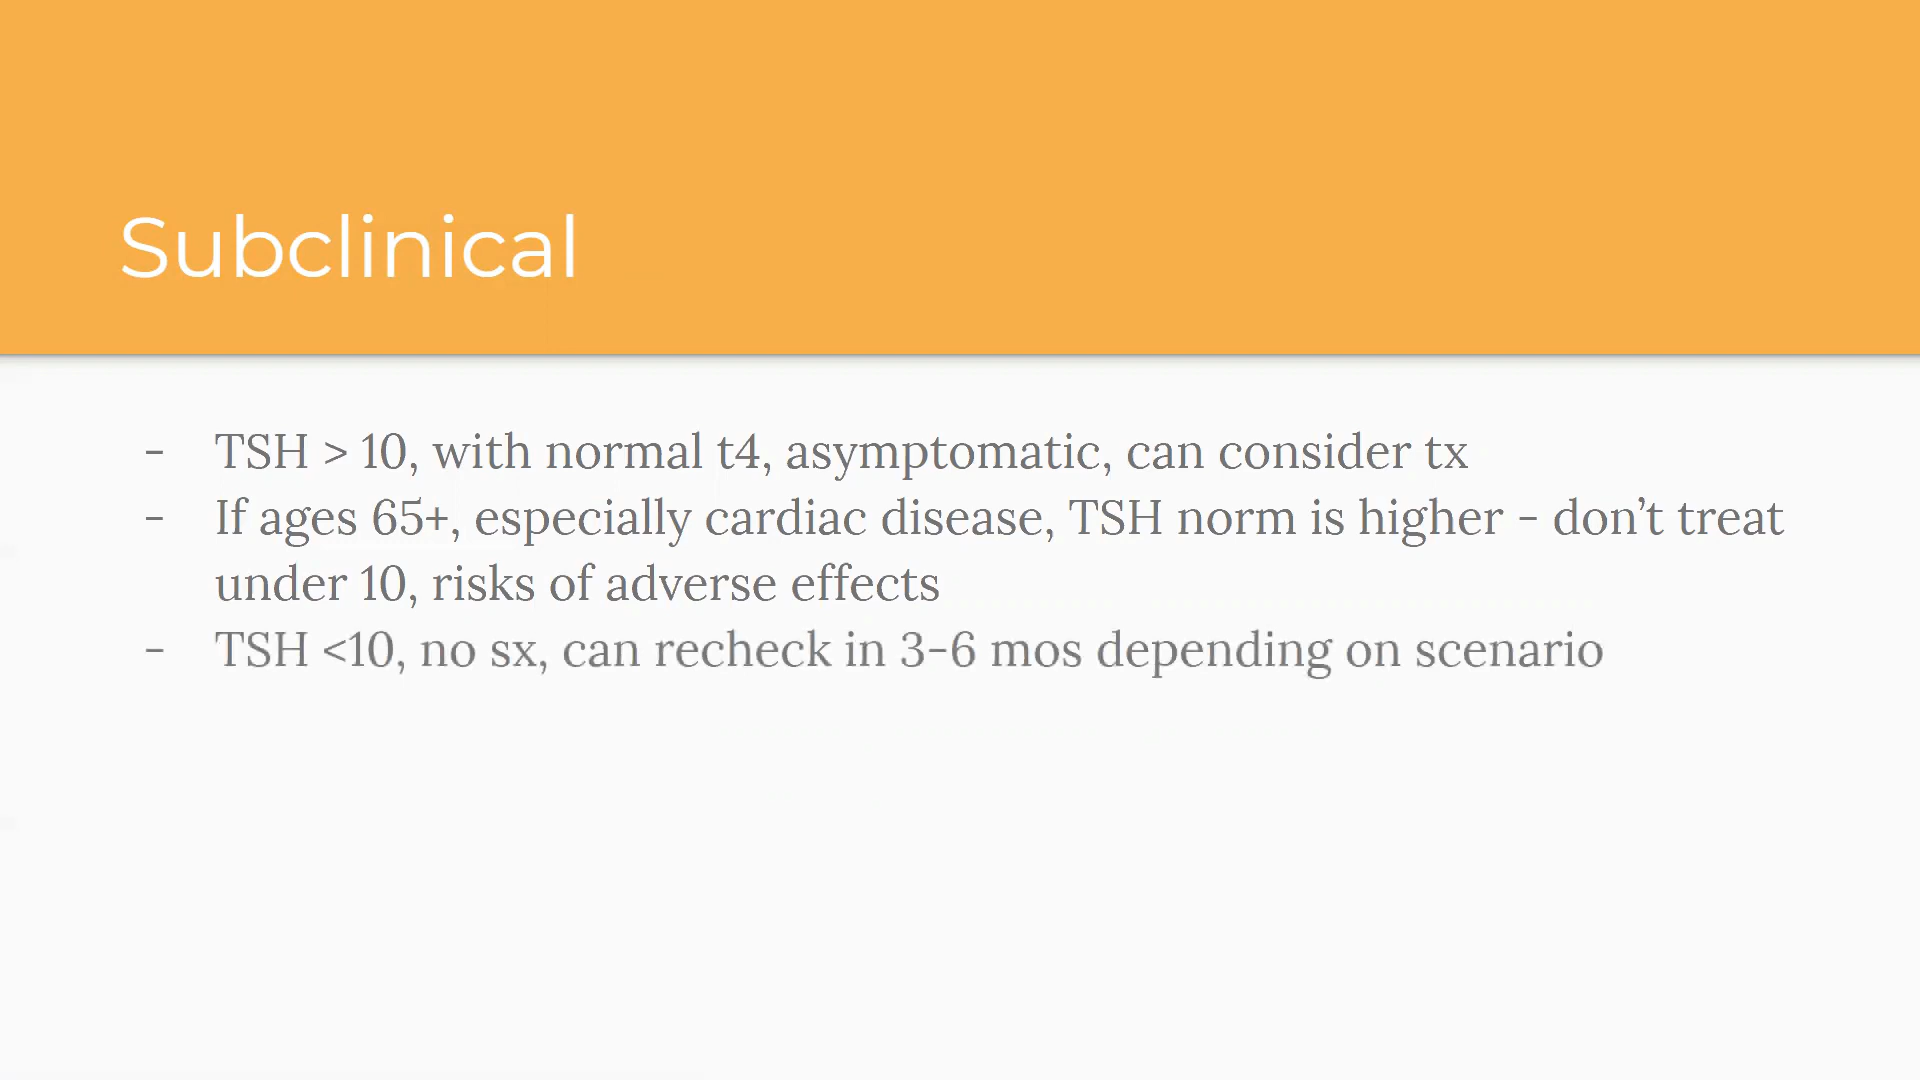 Subclinical
- TSH > 10, with normal t4, asymptomatic, can consider tx
- If ages 65+, especially cardiac disease, TSH norm is higher - don’t treat
under 10, risks of adverse effects
- TSH <10, no sx, can recheck in 3-6 mos depending on scenario